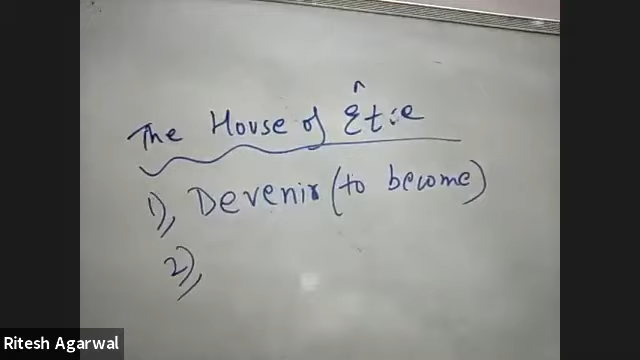 The House of Être
1), Devenir (to become)
2),
Ritesh Agarwal